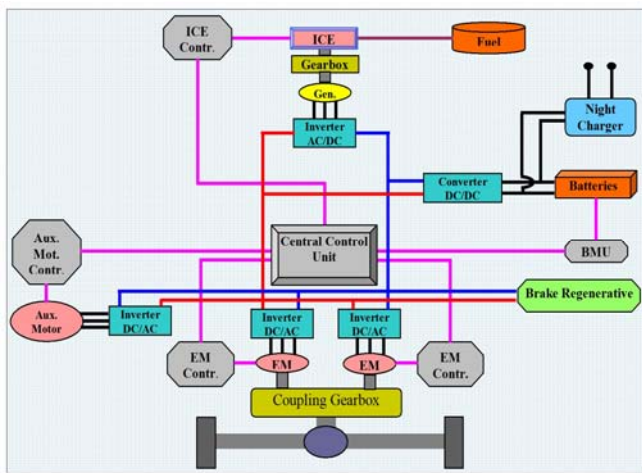 ICE
Contr.
ICE
Fuel
Gearbox
Gen.
Inverter
AC/DC
Night
Charger
Converter
DC/DC
Batteries
Aux.
Mot.
Contr.
Central Control
Unit
BMU
Brake Regenerative
Aux.
Motor
Inverter
DC/AC
Inverter
DC/AC
Inverter
DC/AC
EM
Contr.
EM
EM
EM
Contr.
Coupling Gearbox